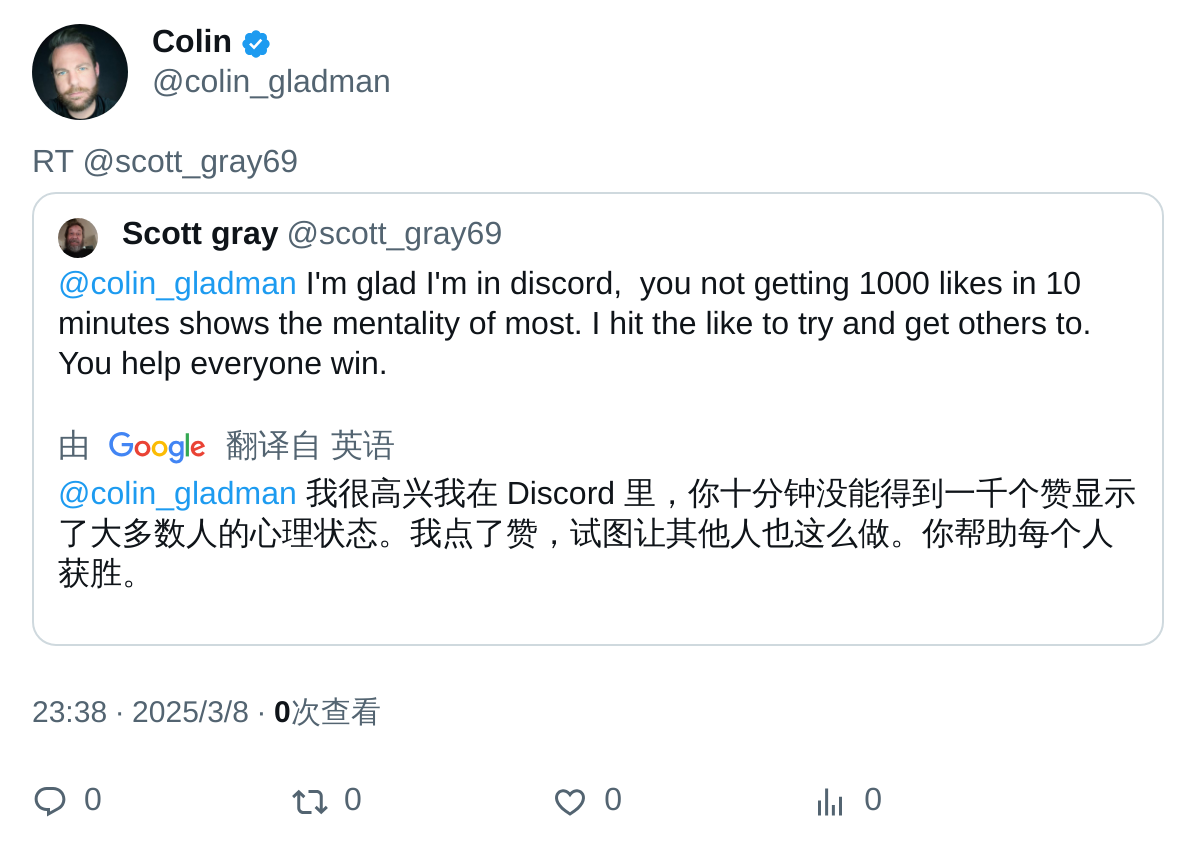 Colin
@colin_gladman
RT @scott_gray69
Scott gray @scott_gray69
@colin_gladman I'm glad I'm in discord,  you not getting 1000 likes in 10
minutes shows the mentality of most. I hit the like to try and get others to.
You help everyone win.
由 Google 翻译自 英语
@colin_gladman 我很高兴我在 Discord 里，你十分钟没能得到一千个赞显示
了大多数人的心理状态。我点了赞，试图让其他人也这么做。你帮助每个人
获胜。
23:38 · 2025/3/8 · 0次查看
0 0 0 0